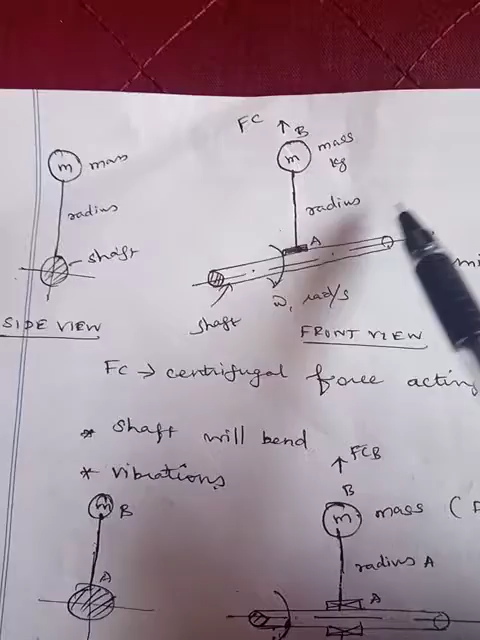 m mass
radius
shaft
SIDE VIEW
FC B
m mass
kg
radius
A
ω, rad/s
shaft
FRONT VIEW
FC → centrifugal force acting
* shaft will bend
* vibrations
m B
A
FCB
B
m mass (
radius A
A